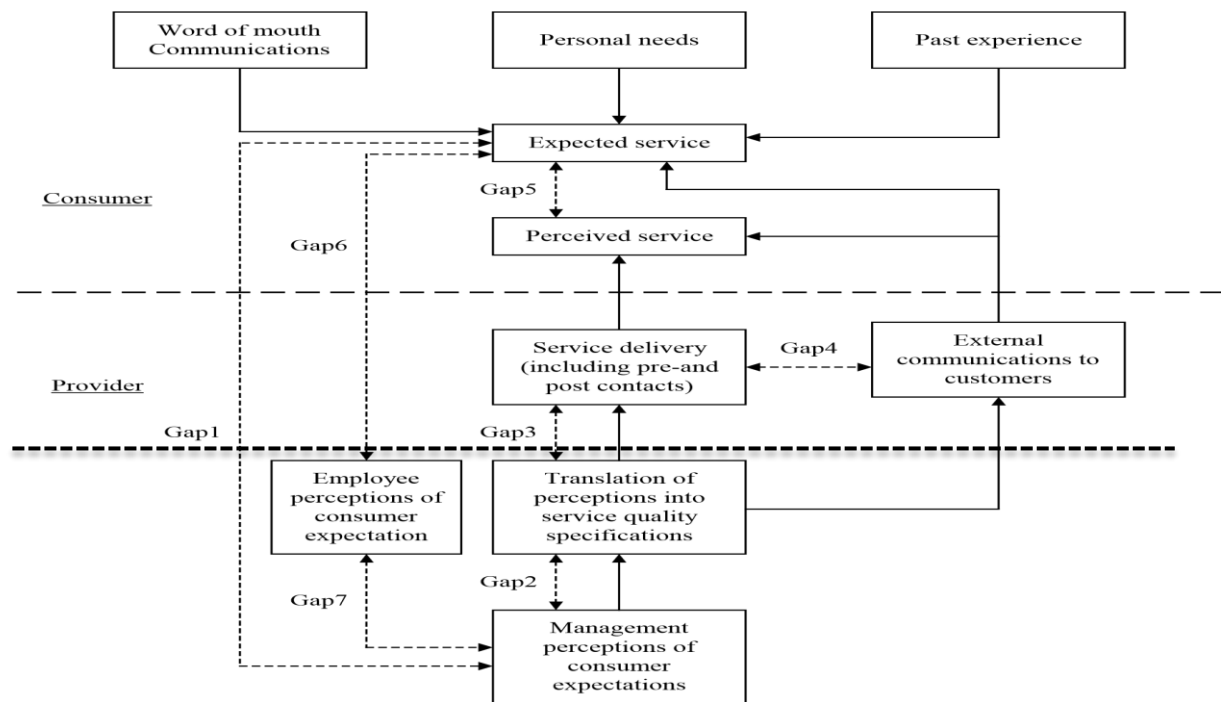 Word of mouth
Communications
Personal needs
Past experience
Expected service
Gap5
Consumer
Perceived service
Gap6
Service delivery
(including pre-and
post contacts)
Gap4
External
communications to
customers
Provider
Gap1
Gap3
Employee
perceptions of
consumer
expectation
Translation of
perceptions into
service quality
specifications
Gap2
Gap7
Management
perceptions of
consumer
expectations